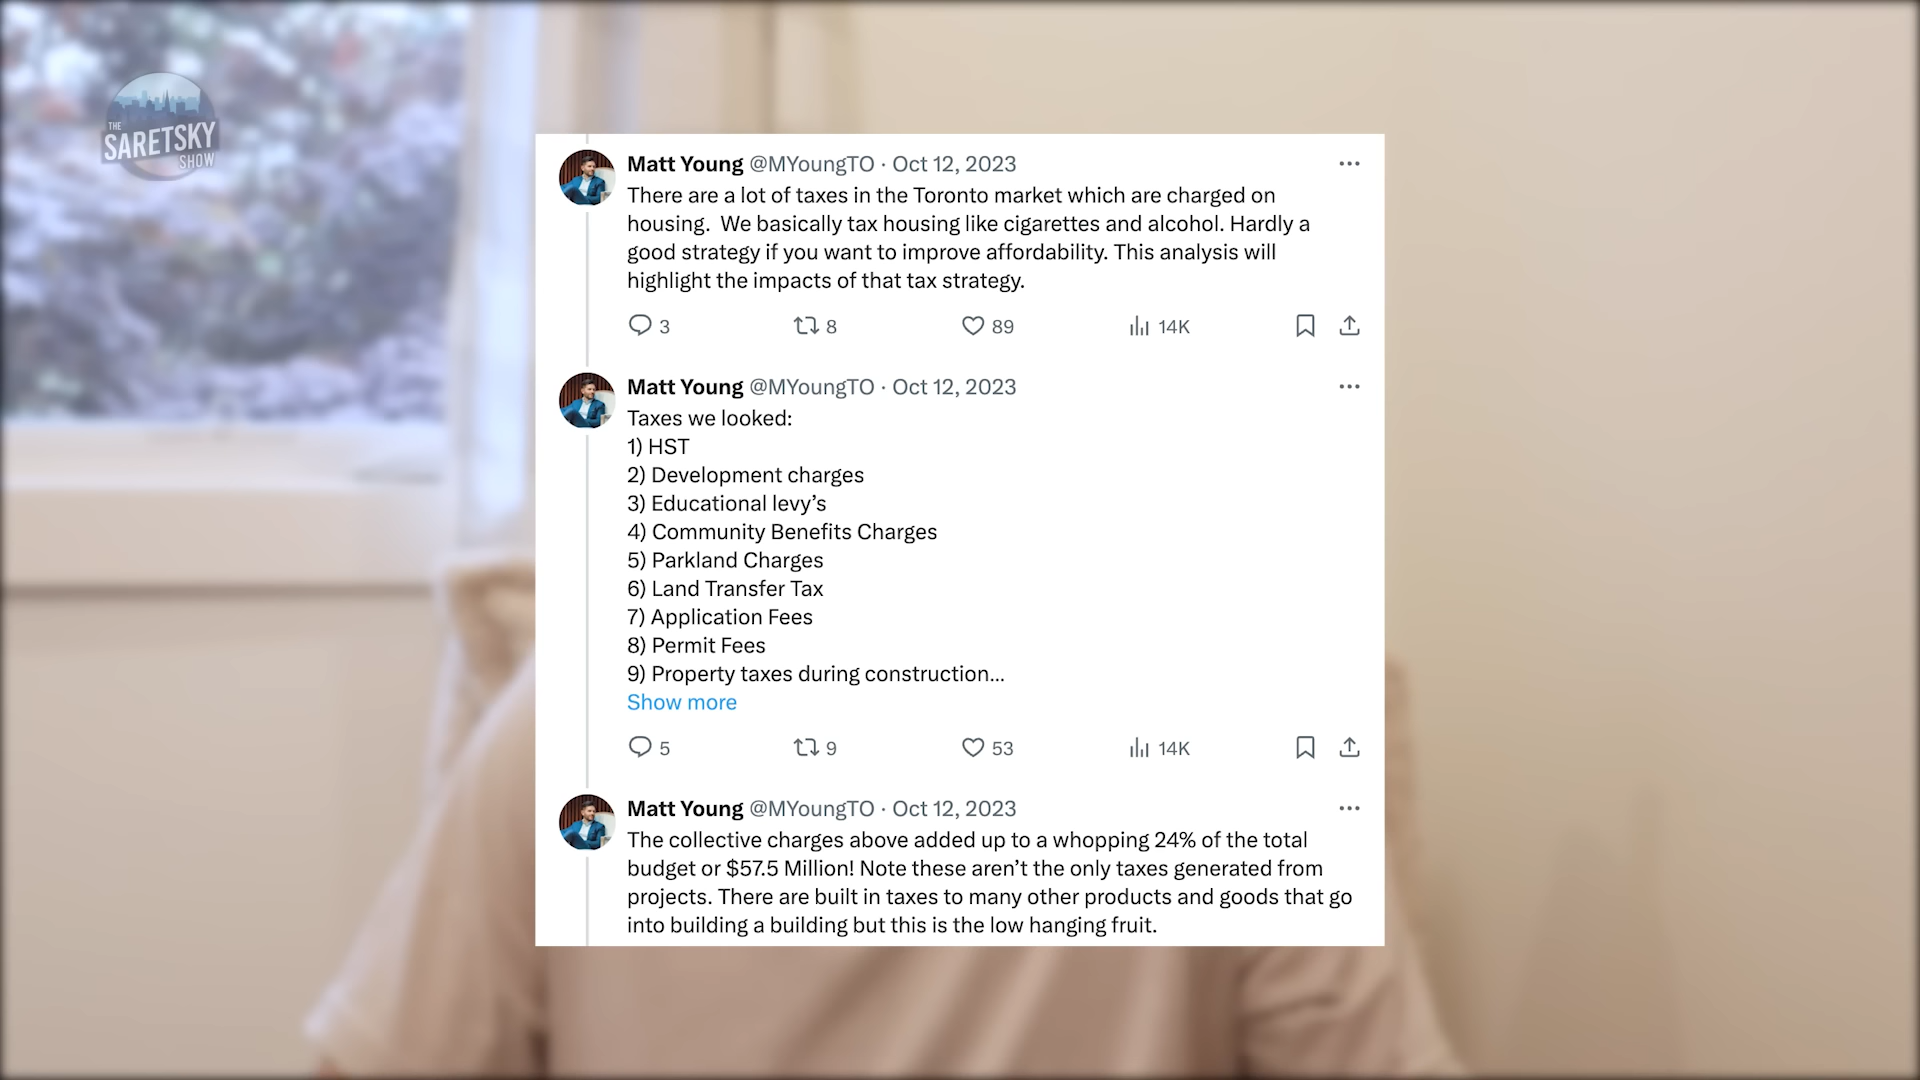 THE
SARETSKY
SHOW
Matt Young @MYoungTO · Oct 12, 2023
There are a lot of taxes in the Toronto market which are charged on
housing.  We basically tax housing like cigarettes and alcohol. Hardly a
good strategy if you want to improve affordability. This analysis will
highlight the impacts of that tax strategy.
3 8 89 14K
Matt Young @MYoungTO · Oct 12, 2023
Taxes we looked:
1) HST
2) Development charges
3) Educational levy’s
4) Community Benefits Charges
5) Parkland Charges
6) Land Transfer Tax
7) Application Fees
8) Permit Fees
9) Property taxes during construction...
Show more
5 9 53 14K
Matt Young @MYoungTO · Oct 12, 2023
The collective charges above added up to a whopping 24% of the total
budget or $57.5 Million! Note these aren’t the only taxes generated from
projects. There are built in taxes to many other products and goods that go
into building a building but this is the low hanging fruit.